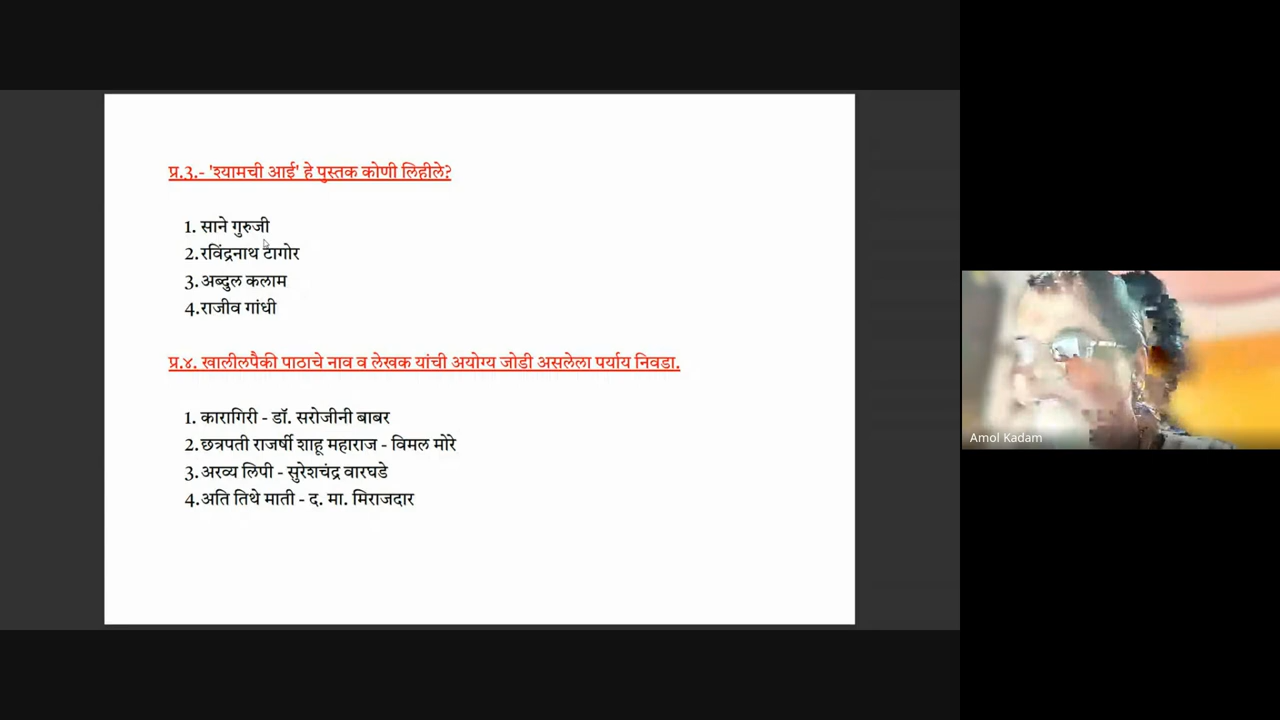 प्र.३.- 'श्यामची आई' हे पुस्तक कोणी लिहीले?
1. साने गुरुजी
2. रविंद्रनाथ टागोर
3. अब्दुल कलाम
4. राजीव गांधी
प्र.४. खालीलपैकी पाठाचे नाव व लेखक यांची अयोग्य जोडी असलेला पर्याय निवडा.
1. कारागिरी - डॉ. सरोजीनी बाबर
2. छत्रपती राजर्षी शाहू महाराज - विमल मोरे
3. अरव्य लिपी - सुरेशचंद्र वारघडे
4. अति तिथे माती - द. मा. मिराजदार
Amol Kadam